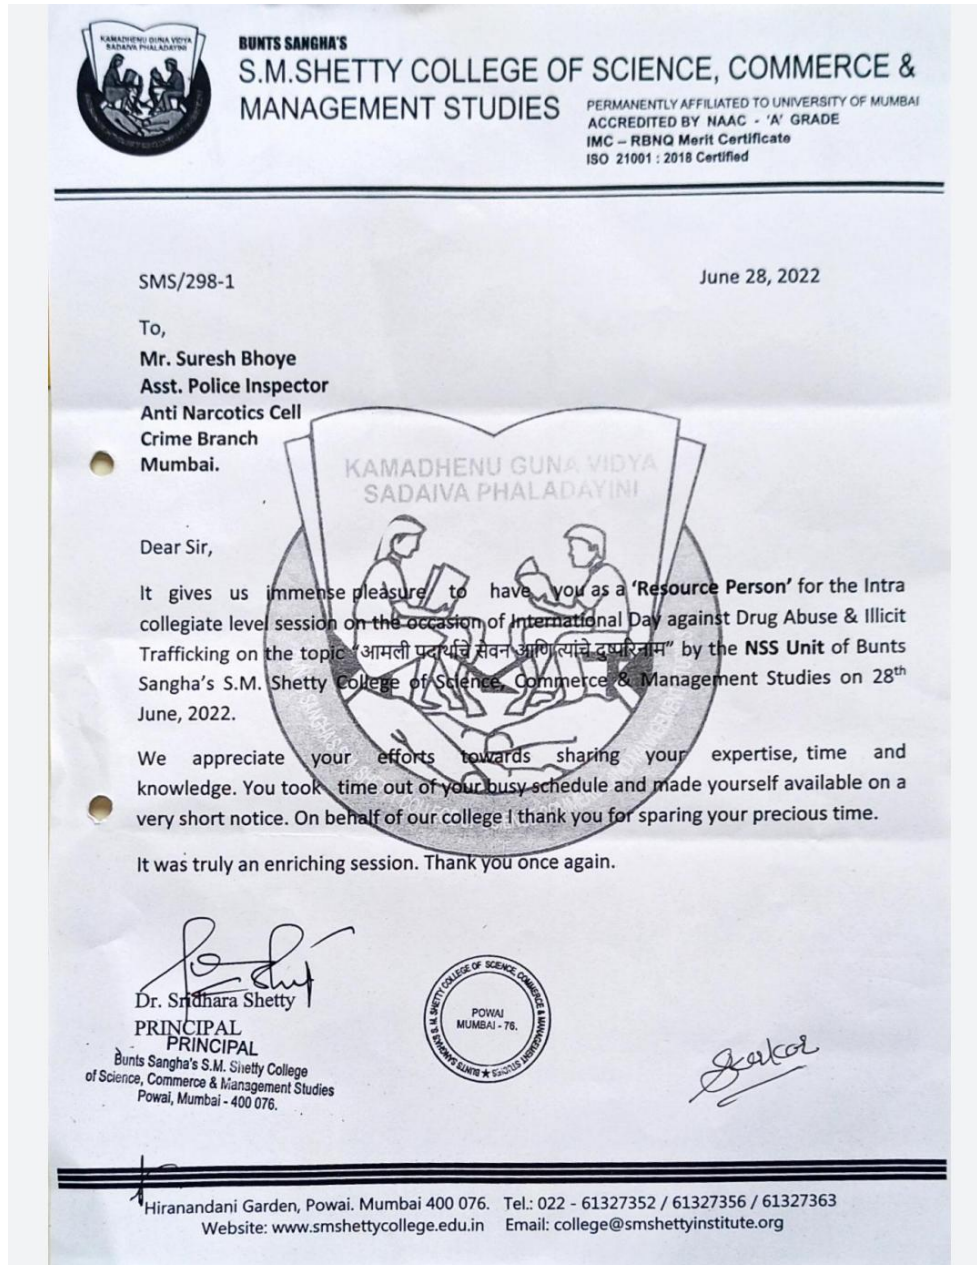 KAMADHENU GUNA VIDYA
SADAIVA PHALADAYINI
BUNTS SANGHA'S
S.M.SHETTY COLLEGE OF SCIENCE, COMMERCE &
MANAGEMENT STUDIES
PERMANENTLY AFFILIATED TO UNIVERSITY OF MUMBAI
ACCREDITED BY NAAC - 'A' GRADE
IMC – RBNQ Merit Certificate
ISO 21001 : 2018 Certified
SMS/298-1
June 28, 2022
To,
Mr. Suresh Bhoye
Asst. Police Inspector
Anti Narcotics Cell
Crime Branch
Mumbai.
KAMADHENU GUNA VIDYA
SADAIVA PHALADAYINI
Dear Sir,
It gives us immense pleasure to have you as a 'Resource Person' for the Intra
collegiate level session on the occasion of International Day against Drug Abuse & Illicit
Trafficking on the topic "आमली पदार्थाचे सेवन आणि त्यांचे दुष्परिनाम" by the NSS Unit of Bunts
Sangha's S.M. Shetty College of Science, Commerce & Management Studies on 28th
June, 2022.
We appreciate your efforts towards sharing your expertise, time and
knowledge. You took time out of your busy schedule and made yourself available on a
very short notice. On behalf of our college I thank you for sparing your precious time.
It was truly an enriching session. Thank you once again.
Dr. Sridhara Shetty
PRINCIPAL
PRINCIPAL
Bunts Sangha's S.M. Shetty College
of Science, Commerce & Management Studies
Powai, Mumbai - 400 076.
BUNTS SANGHA'S S. M. SHETTY COLLEGE OF SCIENCE, COMMERCE & MANAGEMENT STUDIES ★
POWAI
MUMBAI - 76.
Hiranandani Garden, Powai. Mumbai 400 076. Tel.: 022 - 61327352 / 61327356 / 61327363
Website: www.smshettycollege.edu.in Email: college@smshettyinstitute.org